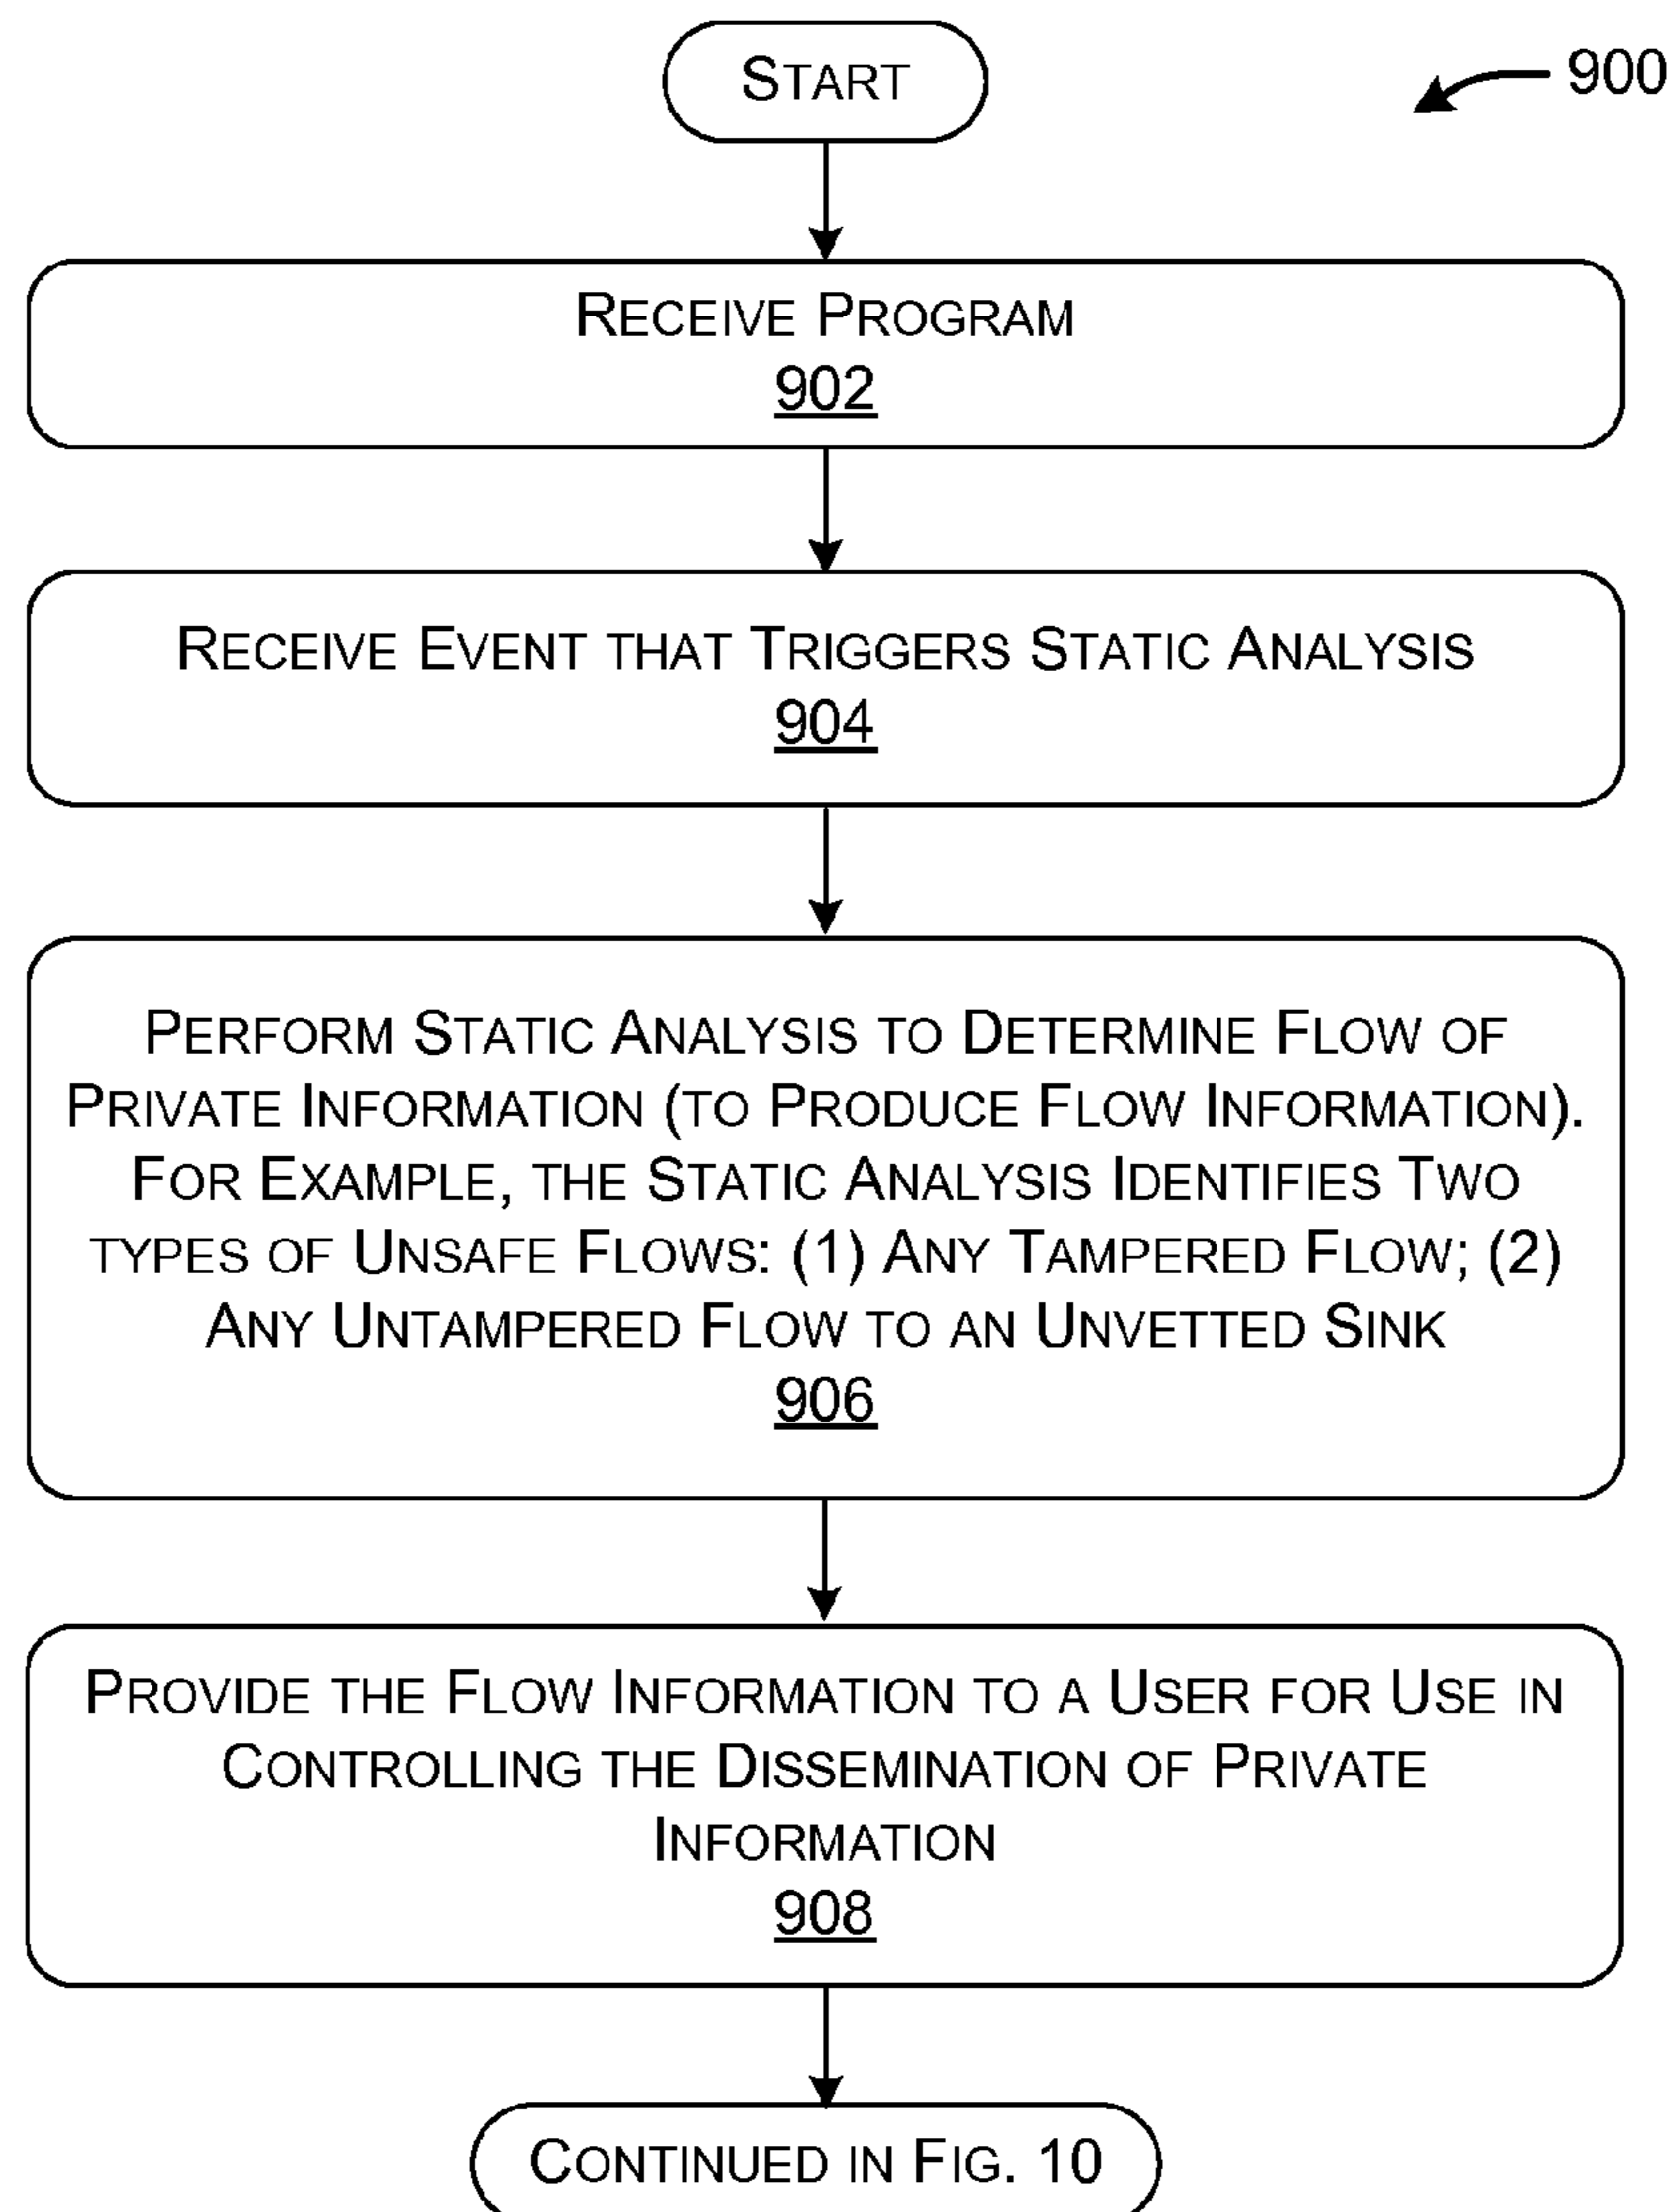 START
900
RECEIVE PROGRAM
902
RECEIVE EVENT THAT TRIGGERS STATIC ANALYSIS
904
PERFORM STATIC ANALYSIS TO DETERMINE FLOW OF
PRIVATE INFORMATION (TO PRODUCE FLOW INFORMATION).
FOR EXAMPLE, THE STATIC ANALYSIS IDENTIFIES TWO
TYPES OF UNSAFE FLOWS: (1) ANY TAMPERED FLOW; (2)
ANY UNTAMPERED FLOW TO AN UNVETTED SINK
906
PROVIDE THE FLOW INFORMATION TO A USER FOR USE IN
CONTROLLING THE DISSEMINATION OF PRIVATE
INFORMATION
908
CONTINUED IN FIG. 10